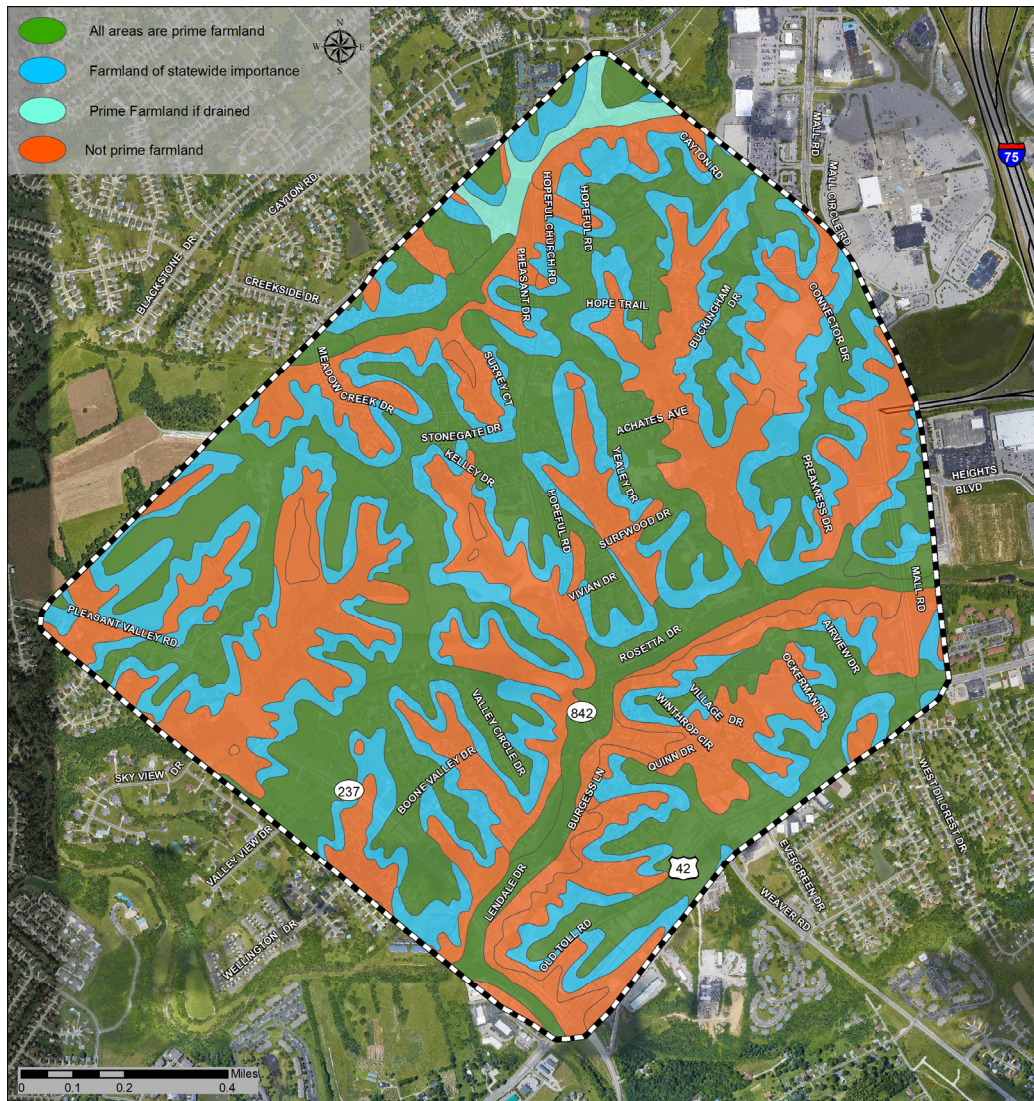 All areas are prime farmland
Farmland of statewide importance
Prime Farmland if drained
Not prime farmland
N
W E
S
MALL RD
75
MALL CIRCLE RD
CAYTON RD
CAYTON RD
HOPEFUL CHURCH RD
HOPEFUL RD
BLACKSTONE DR
CREEKSIDE DR
PHEASANT DR
HOPE TRAIL
BUCKINGHAM DR
CONNECTOR DR
MEADOW CREEK DR
SURREY CT
STONEGATE DR
ACHATES AVE
KELLEY DR
YEALEY DR
PREAKNESS DR
HEIGHTS BLVD
HOPEFUL RD
SURFWOOD DR
VIVIAN DR
MALL RD
PLEASANT VALLEY RD
ROSETTA DR
AIRVIEW DR
OCKERMAN DR
VILLAGE DR
WINTHROP CIR
VALLEY CIRCLE DR
842
QUINN DR
SKY VIEW DR
237
BOONE VALLEY DR
BURGESS LN
WEST DILCREST DR
VALLEY VIEW DR
42
EVERGREEN DR
LENDALE DR
WEAVER RD
WELLINGTON DR
OLD TOLL RD
Miles
0 0.1 0.2 0.4